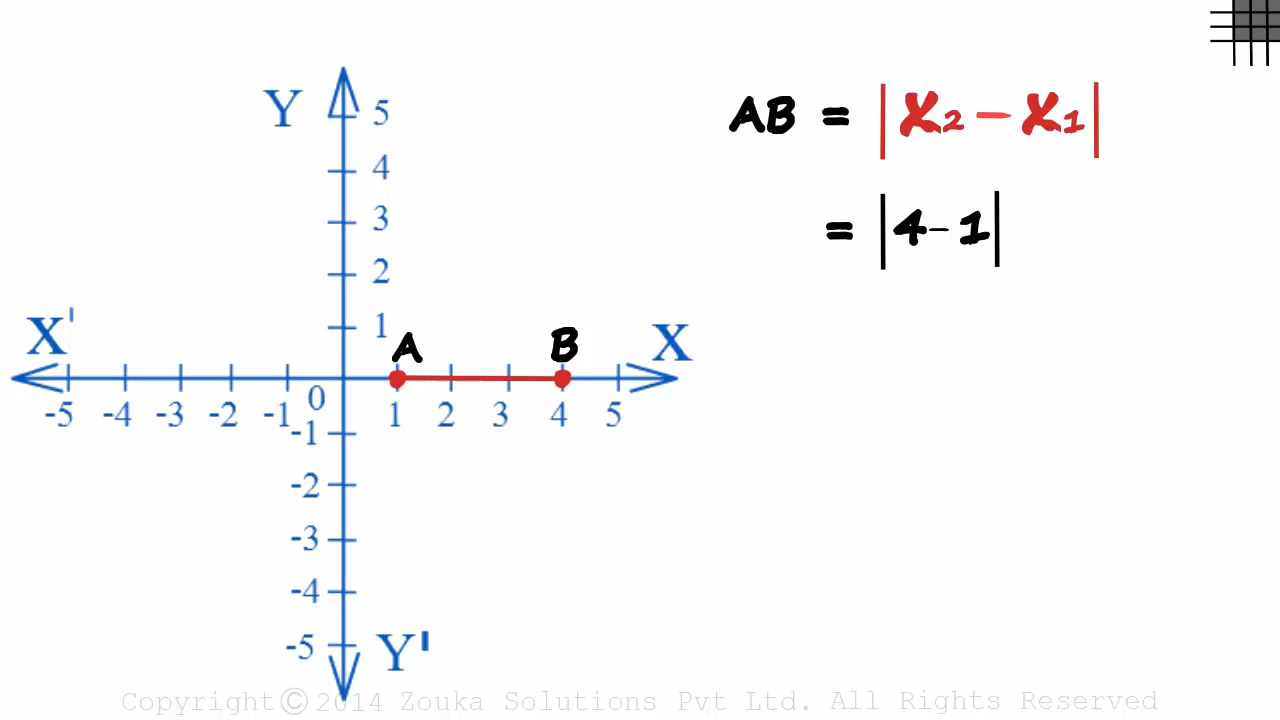 AB = |x₂ - x₁|
= |4 - 1|
Y 5
4
3
2
1
X' A B X
-5 -4 -3 -2 -1 0 1 2 3 4 5
-1
-2
-3
-4
-5 Y'
Copyright© 2014 Zouka Solutions Pvt Ltd. All Rights Reserved